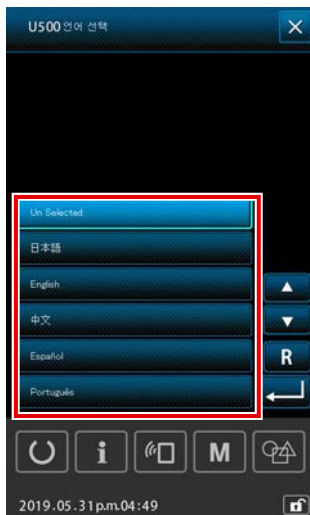 U500 언어 선택
Un Selected
日本語
English
中文
Español
Português
R
i
M
2019.05.31p.m.04:49